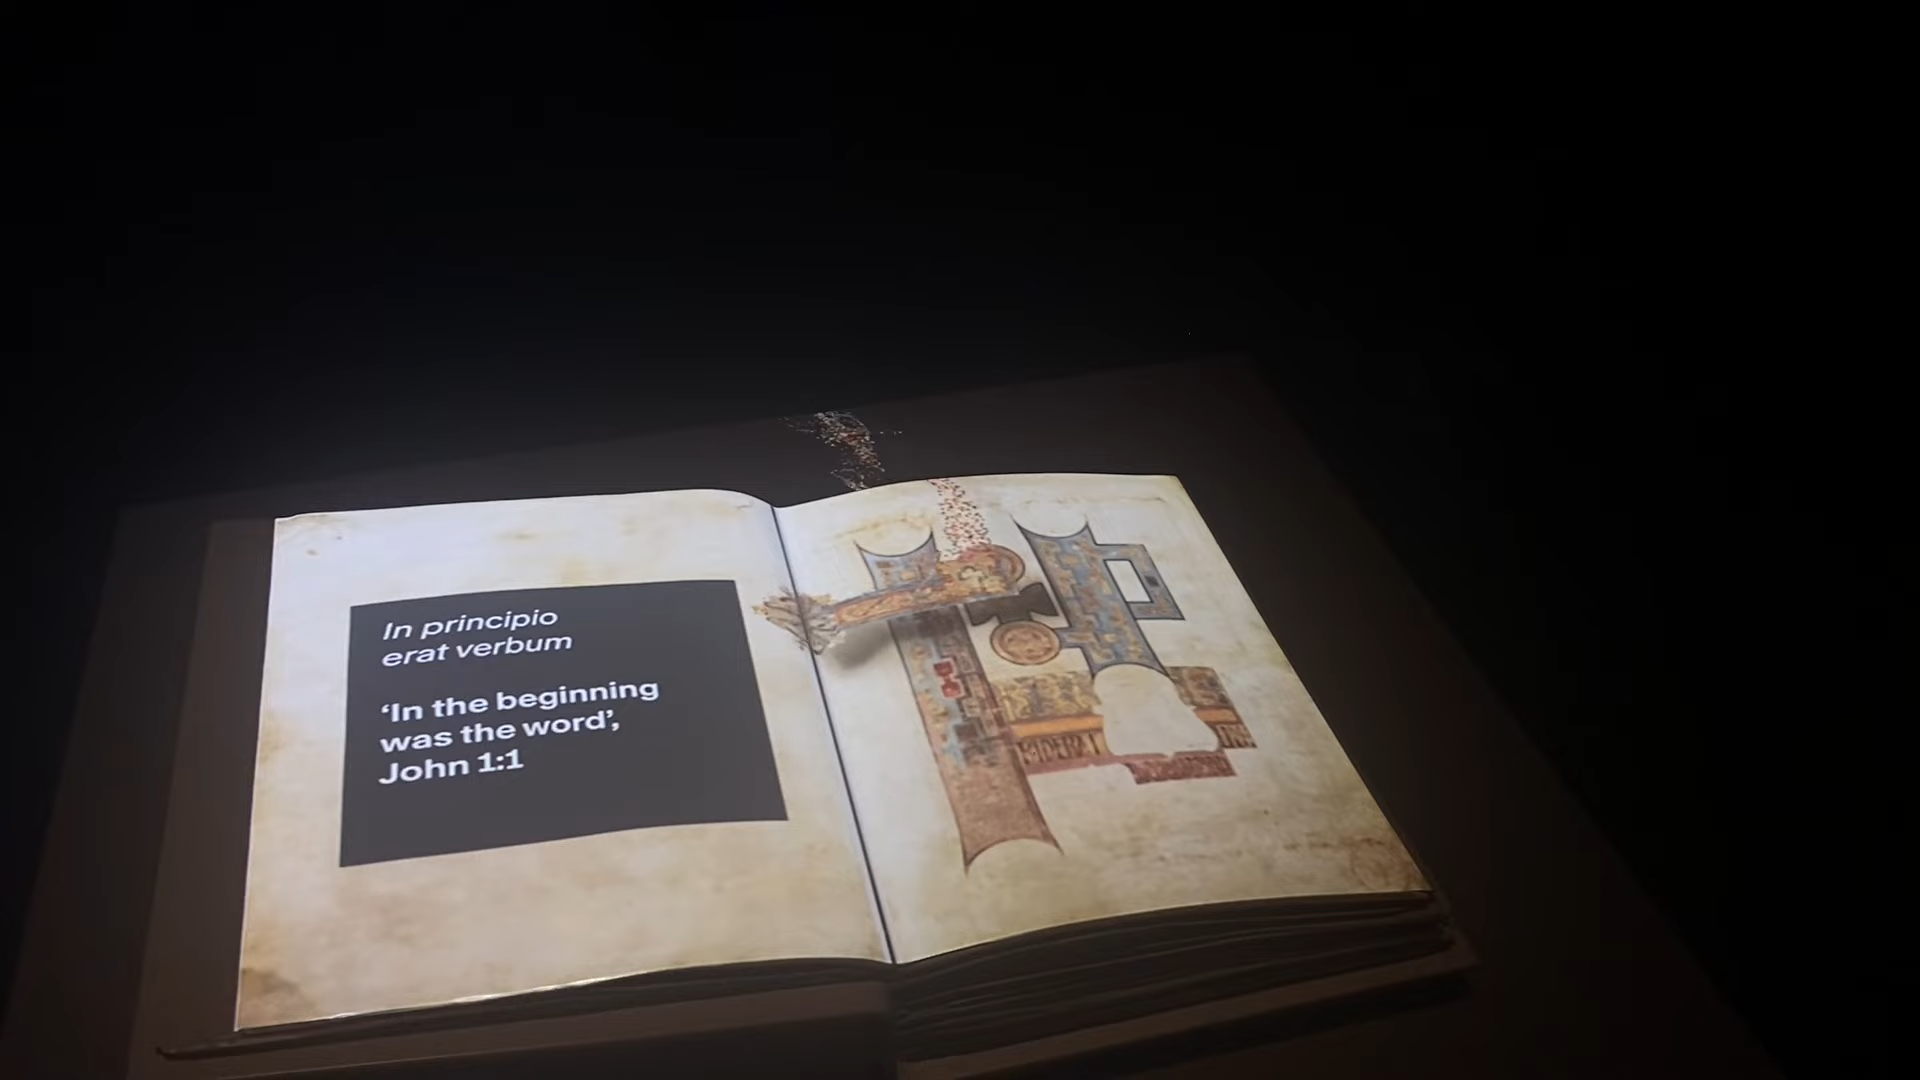 In principio
erat verbum
‘In the beginning
was the word’,
John 1:1